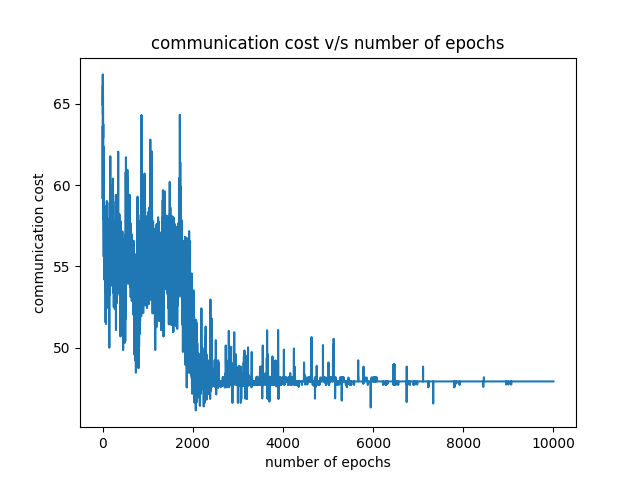 communication cost v/s number of epochs
65
60
55
50
communication cost
0 2000 4000 6000 8000 10000
number of epochs